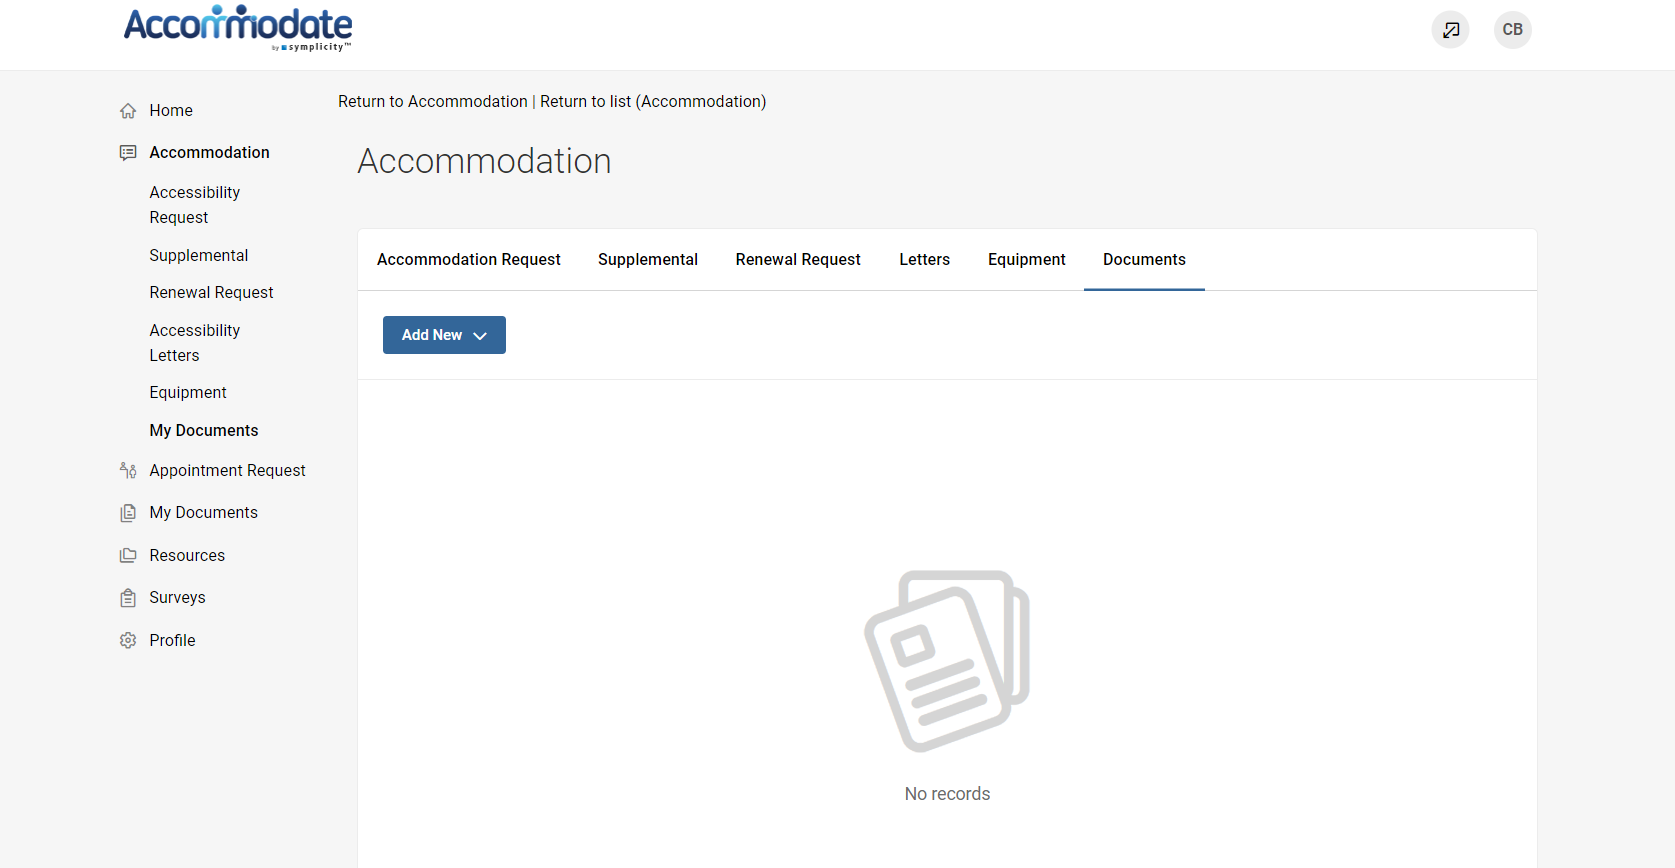 Accommodate
by symplicity™
CB
Home
Accommodation
Accessibility
Request
Supplemental
Renewal Request
Accessibility
Letters
Equipment
My Documents
Appointment Request
My Documents
Resources
Surveys
Profile
Return to Accommodation | Return to list (Accommodation)
Accommodation
Accommodation Request Supplemental Renewal Request Letters Equipment Documents
Add New
No records